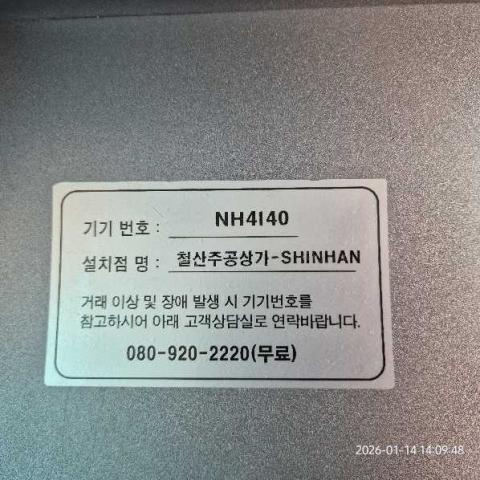 기기 번호 : NH4140
설치점 명 : 철산주공상가-SHINHAN
거래 이상 및 장애 발생 시 기기번호를
참고하시어 아래 고객상담실로 연락바랍니다.
080-920-2220(무료)
2026-01-14 14:09:48